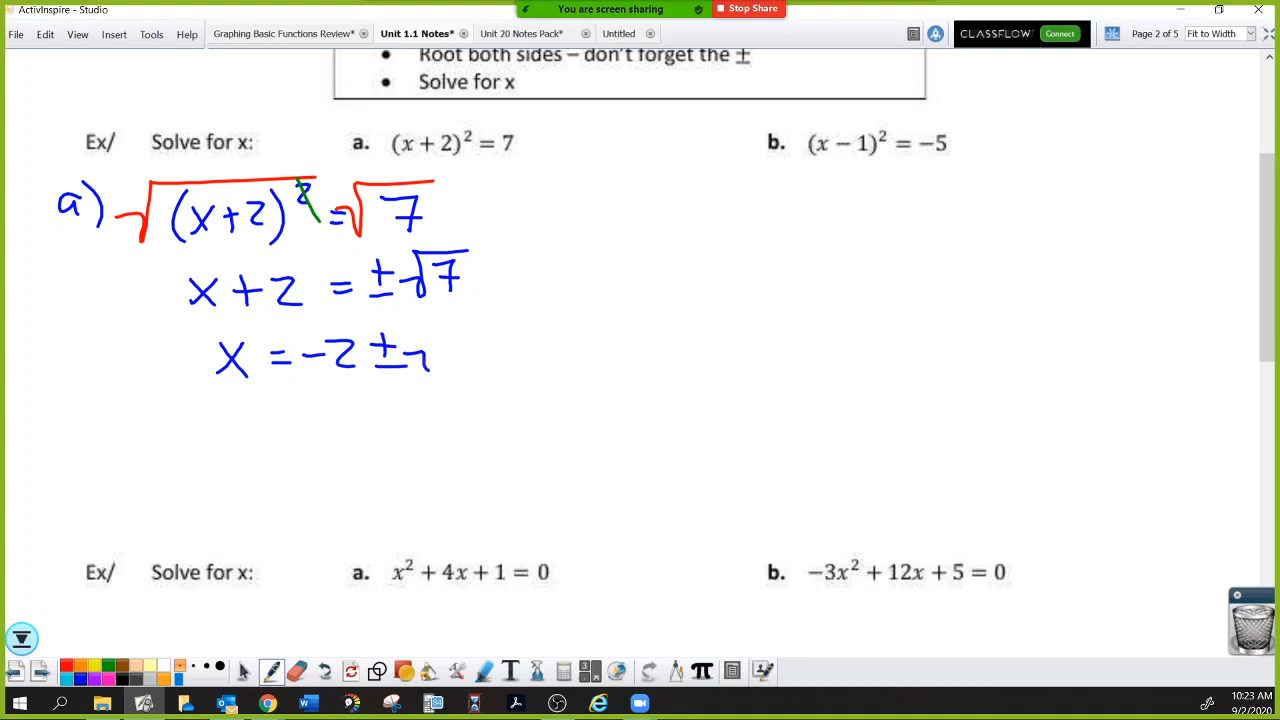 ActivInspire - Studio
You are screen sharing
Stop Share
File Edit View Insert Tools Help
Graphing Basic Functions Review*
Unit 1.1 Notes*
Unit 20 Notes Pack*
Untitled
CLASSFLOW
Connect
Page 2 of 5
Fit to Width
• Root both sides – don't forget the ±
• Solve for x
Ex/ Solve for x: a. (x + 2)² = 7 b. (x − 1)² = −5
a) √(x+2)² = √7
x + 2 = ± √7
x = -2 ±
Ex/ Solve for x: a. x² + 4x + 1 = 0 b. −3x² + 12x + 5 = 0
10:23 AM
9/2/2020